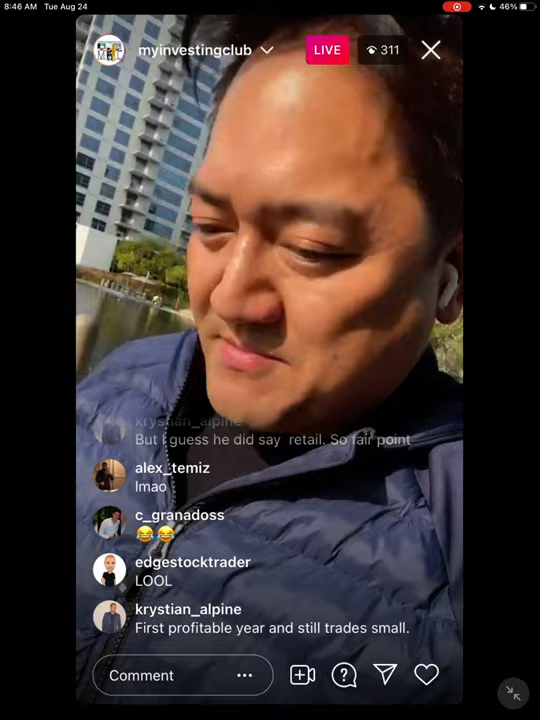 8:46 AM Tue Aug 24 46%
myinvestingclub LIVE 311
krystian_alpine
But I guess he did say retail. So fair point
alex_temiz
lmao
c_granadoss
😂😂
edgestocktrader
LOOL
krystian_alpine
First profitable year and still trades small.
Comment